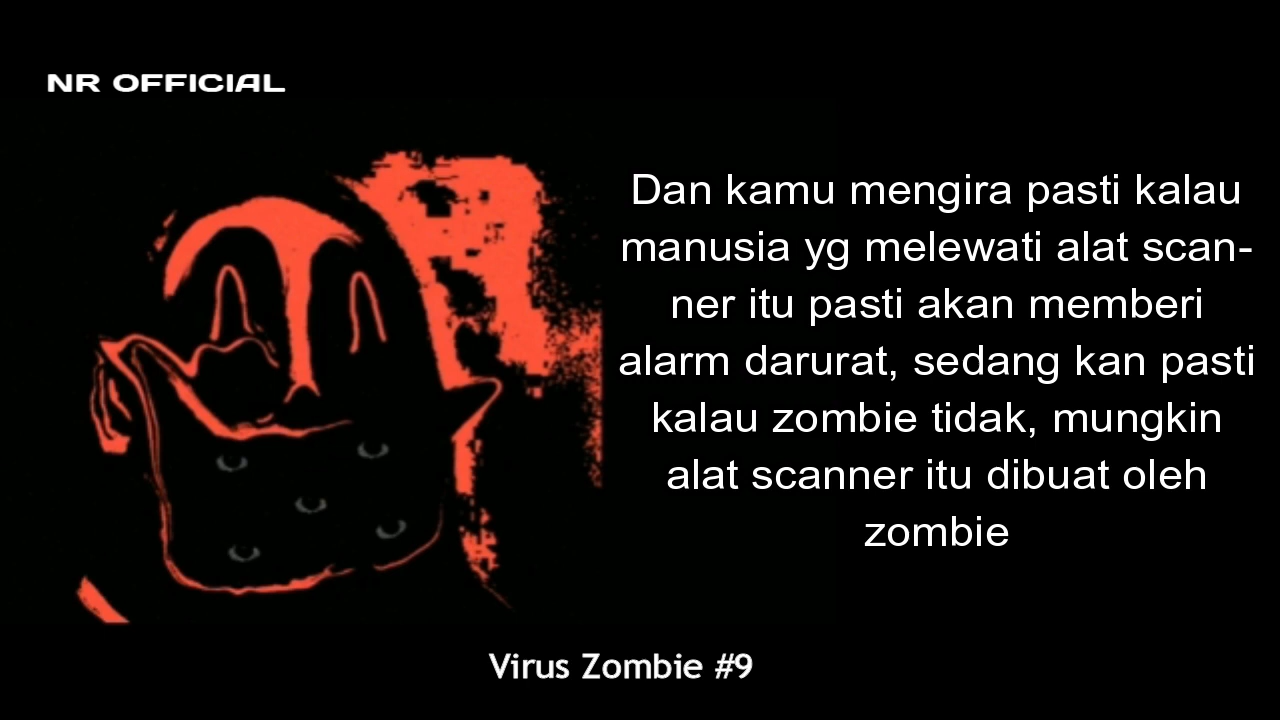 NR OFFICIAL
Dan kamu mengira pasti kalau
manusia yg melewati alat scan-
ner itu pasti akan memberi
alarm darurat, sedang kan pasti
kalau zombie tidak, mungkin
alat scanner itu dibuat oleh
zombie
Virus Zombie #9